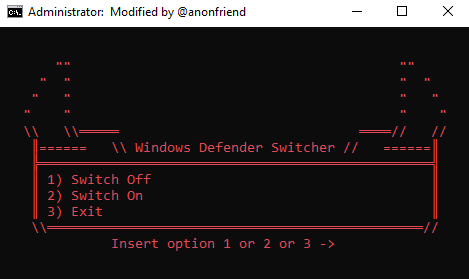 Administrator: Modified by @anonfriend
\\ Windows Defender Switcher //
1) Switch Off
2) Switch On
3) Exit
Insert option 1 or 2 or 3 ->